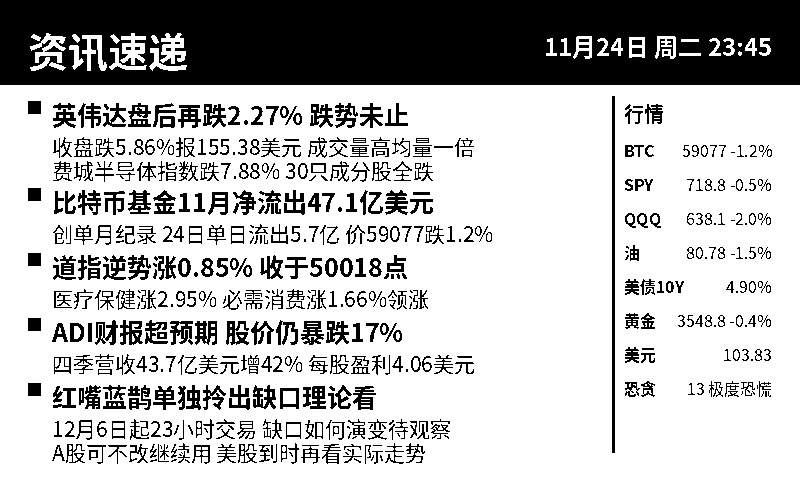 资讯速递
11月24日 周二 23:45
英伟达盘后再跌2.27% 跌势未止
收盘跌5.86%报155.38美元 成交量高均量一倍
费城半导体指数跌7.88% 30只成分股全跌
比特币基金11月净流出47.1亿美元
创单月纪录 24日单日流出5.7亿 价59077跌1.2%
道指逆势涨0.85% 收于50018点
医疗保健涨2.95% 必需消费涨1.66%领涨
ADI财报超预期 股价仍暴跌17%
四季营收43.7亿美元增42% 每股盈利4.06美元
红嘴蓝鹊单独拎出缺口理论看
12月6日起23小时交易 缺口如何演变待观察
A股可不改继续用 美股到时再看实际走势
行情
BTC 59077 -1.2%
SPY 718.8 -0.5%
QQQ 638.1 -2.0%
油 80.78 -1.5%
美债10Y 4.90%
黄金 3548.8 -0.4%
美元 103.83
恐贪 13 极度恐慌